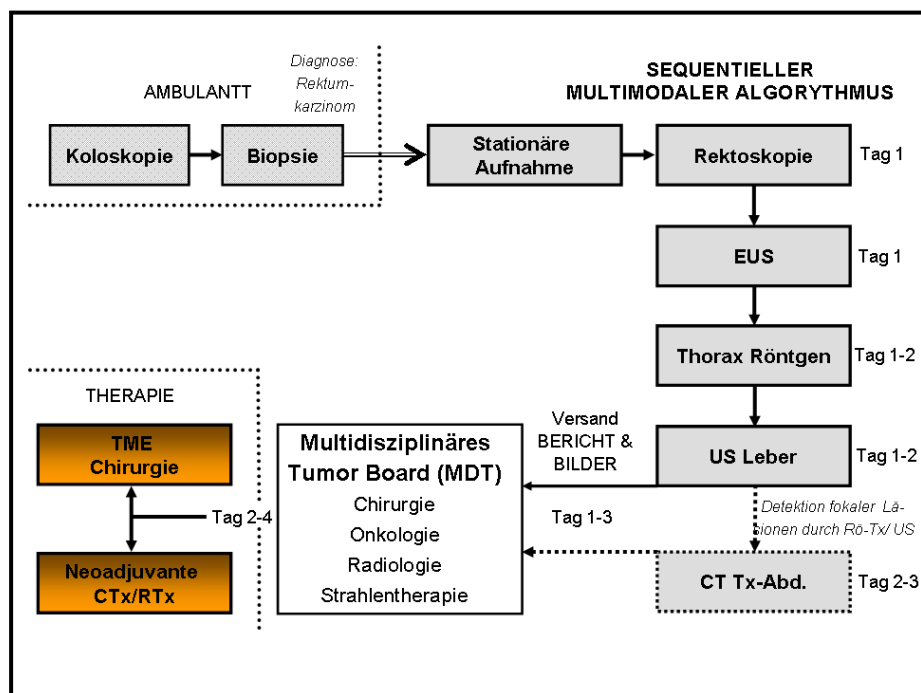 AMBULANTT
Diagnose:
Rektum-
karzinom
SEQUENTIELLER
MULTIMODALER ALGORYTHMUS
Koloskopie
Biopsie
Stationäre
Aufnahme
Rektoskopie
Tag 1
EUS
Tag 1
Thorax Röntgen
Tag 1-2
US Leber
Tag 1-2
Versand
BERICHT &
BILDER
Detektion fokaler Lä-
sionen durch Rö-Tx/ US
CT Tx-Abd.
Tag 2-3
Tag 1-3
Multidisziplinäres
Tumor Board (MDT)
Chirurgie
Onkologie
Radiologie
Strahlentherapie
THERAPIE
TME
Chirurgie
Tag 2-4
Neoadjuvante
CTx/RTx